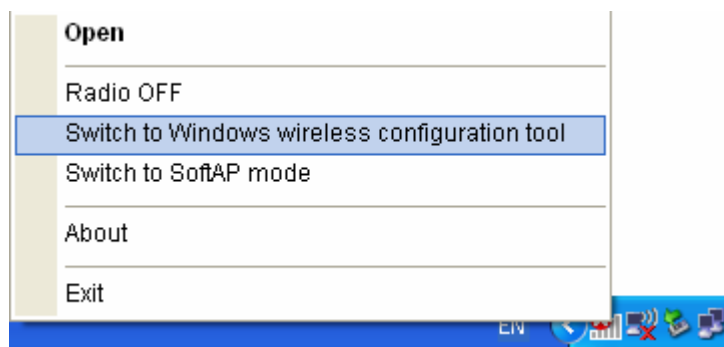 Open
Radio OFF
Switch to Windows wireless configuration tool
Switch to SoftAP mode
About
Exit
EN